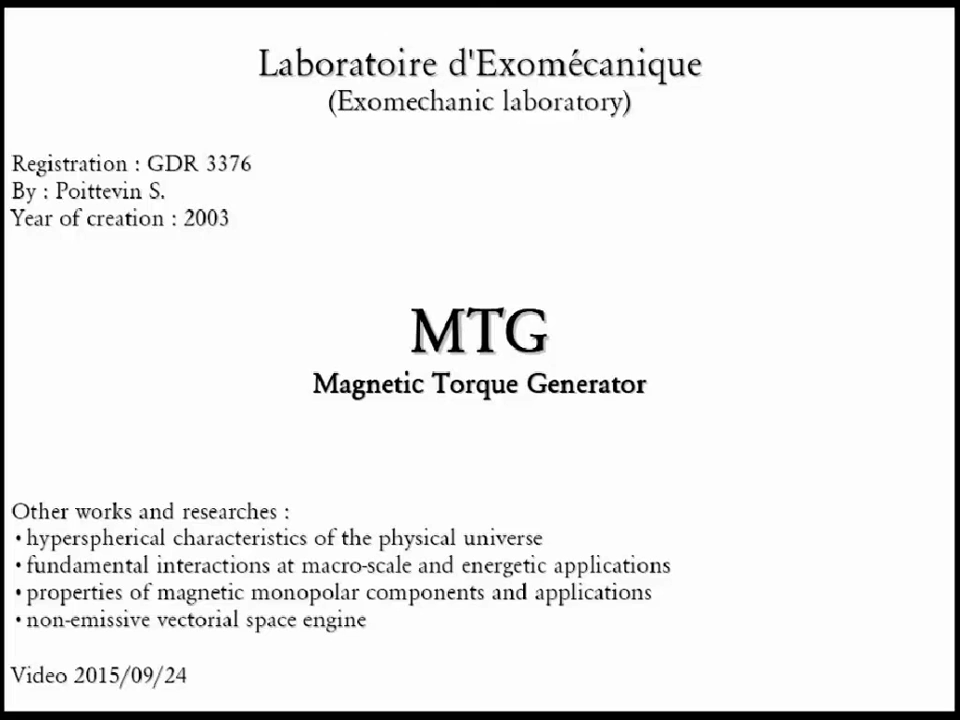 Laboratoire d'Exomécanique
(Exomechanic laboratory)
Registration : GDR 3376
By : Poittevin S.
Year of creation : 2003
MTG
Magnetic Torque Generator
Other works and researches :
• hyperspherical characteristics of the physical universe
• fundamental interactions at macro-scale and energetic applications
• properties of magnetic monopolar components and applications
• non-emissive vectorial space engine
Video 2015/09/24